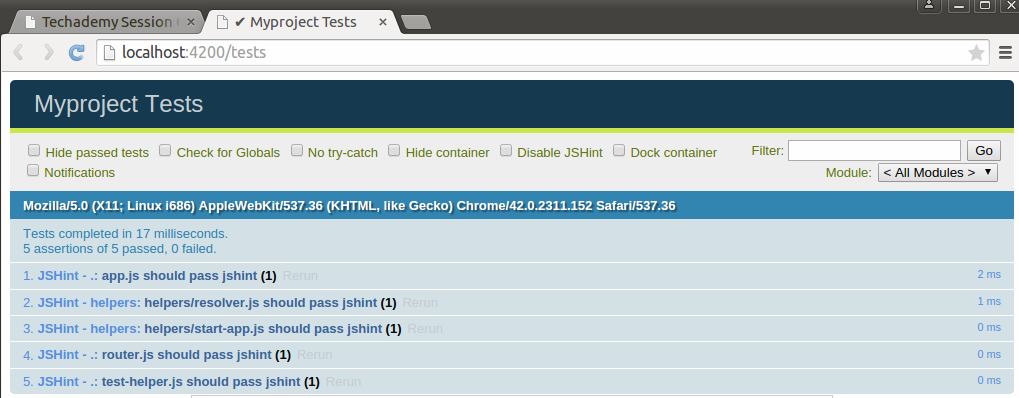 Techademy Session
✔ Myproject Tests
localhost:4200/tests
Myproject Tests
Hide passed tests Check for Globals No try-catch Hide container Disable JSHint Dock container Filter: Go
Notifications Module: < All Modules >
Mozilla/5.0 (X11; Linux i686) AppleWebKit/537.36 (KHTML, like Gecko) Chrome/42.0.2311.152 Safari/537.36
Tests completed in 17 milliseconds.
5 assertions of 5 passed, 0 failed.
1. JSHint - .: app.js should pass jshint (1) Rerun 2 ms
2. JSHint - helpers: helpers/resolver.js should pass jshint (1) Rerun 1 ms
3. JSHint - helpers: helpers/start-app.js should pass jshint (1) Rerun 0 ms
4. JSHint - .: router.js should pass jshint (1) Rerun 0 ms
5. JSHint - .: test-helper.js should pass jshint (1) Rerun 0 ms